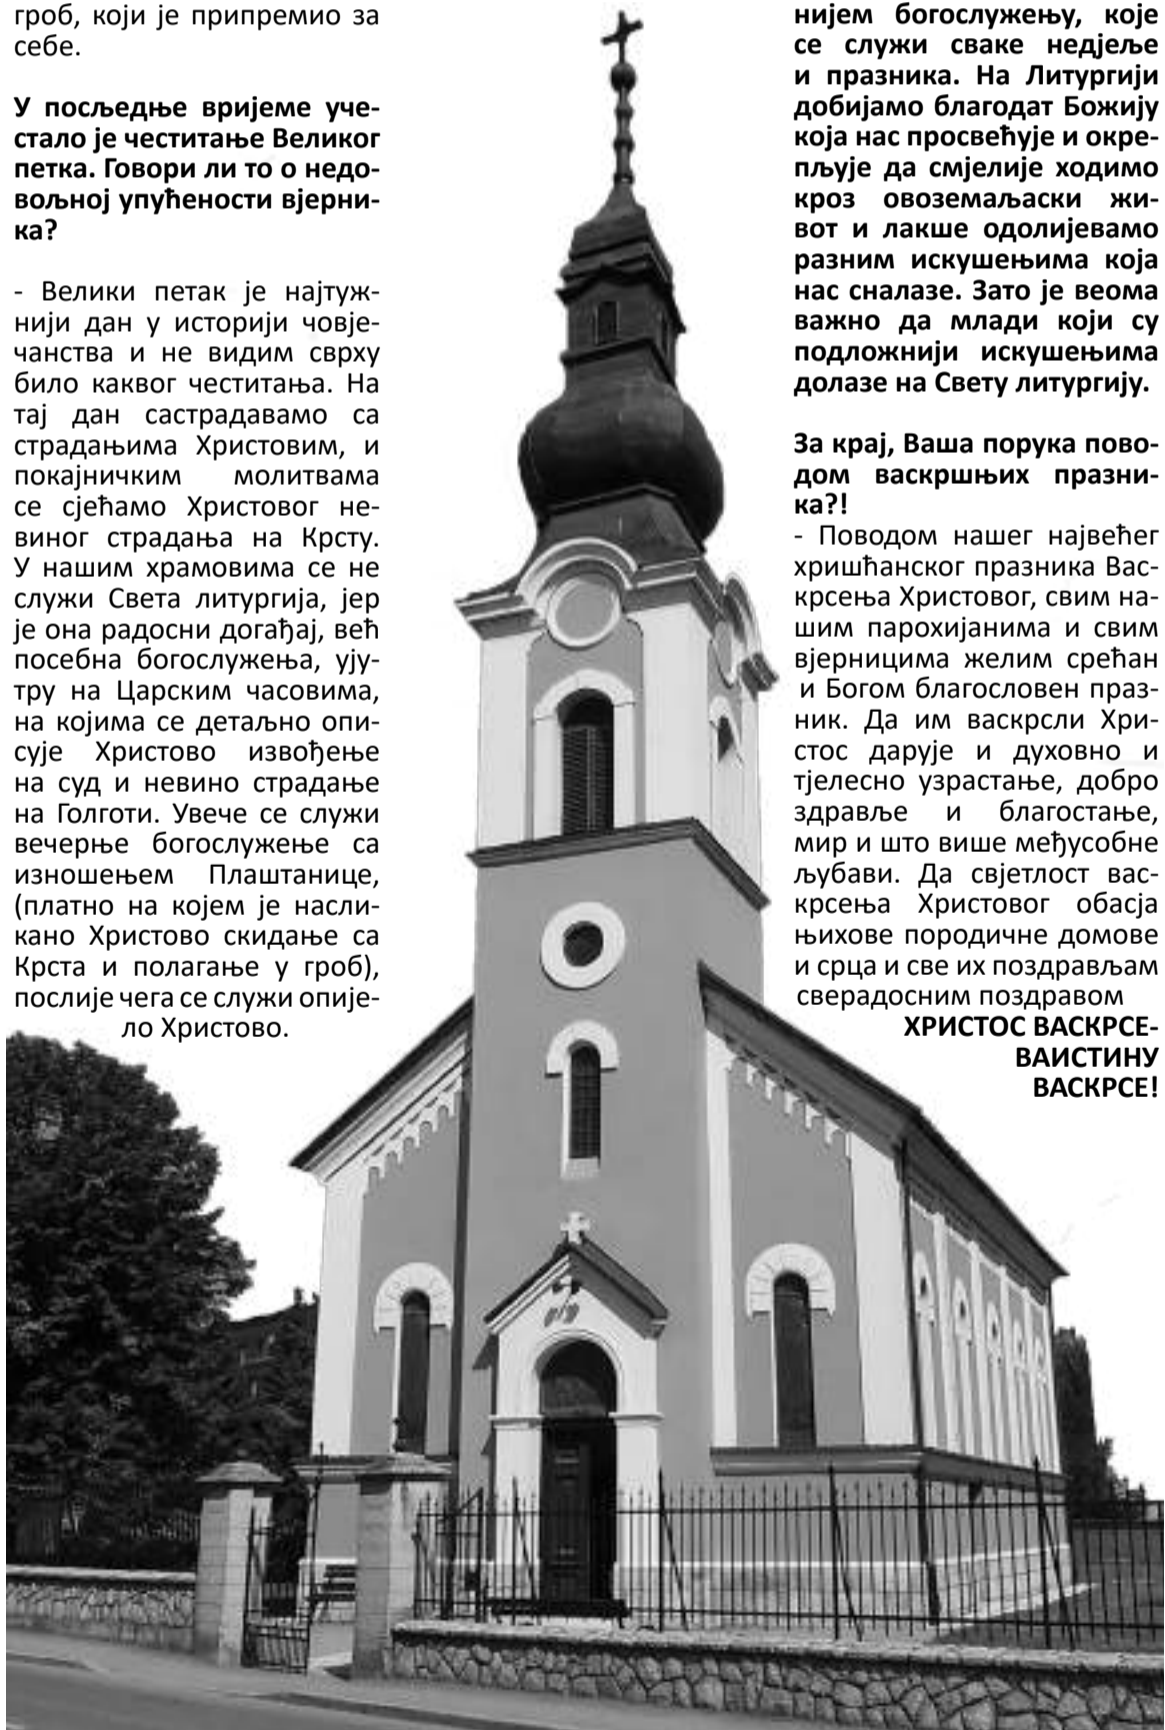 гроб, који је припремио за
себе.
У посљедње вријеме уче-
стало је честитање Великог
петка. Говори ли то о недо-
вољној упућености вјерни-
ка?
- Велики петак је најтуж-
нији дан у историји човје-
чанства и не видим сврху
било каквог честитања. На
тај дан састрадавамо са
страдањима Христовим, и
покајничким молитвама
се сјећамо Христовог не-
виног страдања на Крсту.
У нашим храмовима се не
служи Света литургија, јер
је она радосни догађај, већ
посебна богослужења, ују-
тру на Царским часовима,
на којима се детаљно опи-
сује Христово извођење
на суд и невино страдање
на Голготи. Увече се служи
вечерње богослужење са
изношењем Плаштанице,
(платно на којем је насли-
кано Христово скидање са
Крста и полагање у гроб),
послије чега се служи опије-
ло Христово.
нијем богослужењу, које
се служи сваке недјеље
и празника. На Литургији
добијамо благодат Божију
која нас просвећује и окре-
пљује да смјелије ходимо
кроз овоземаљаски жи-
вот и лакше одолијевамо
разним искушењима која
нас сналазе. Зато је веома
важно да млади који су
подложнији искушењима
долазе на Свету литургију.
За крај, Ваша порука пово-
дом васкршњих празни-
ка?!
- Поводом нашег највећег
хришћанског празника Вас-
крсења Христовог, свим на-
шим парохијанима и свим
вјерницима желим срећан
и Богом благословен праз-
ник. Да им васкрсли Хри-
стос дарује и духовно и
тјелесно узрастање, добро
здравље и благостање,
мир и што више међусобне
љубави. Да свјетлост вас-
крсења Христовог обасја
њихове породичне домове
и срца и све их поздрављам
сверадосним поздравом
ХРИСТОС ВАСКРСЕ-
ВАИСТИНУ
ВАСКРСЕ!